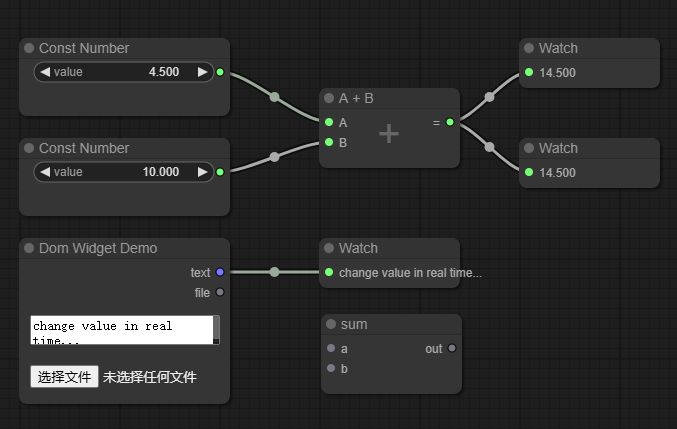 Const Number
value 4.500
Const Number
value 10.000
A + B
A =
B
Watch
14.500
Watch
14.500
Dom Widget Demo
text
file
change value in real
time...
选择文件 未选择任何文件
Watch
change value in real time...
sum
a out
b